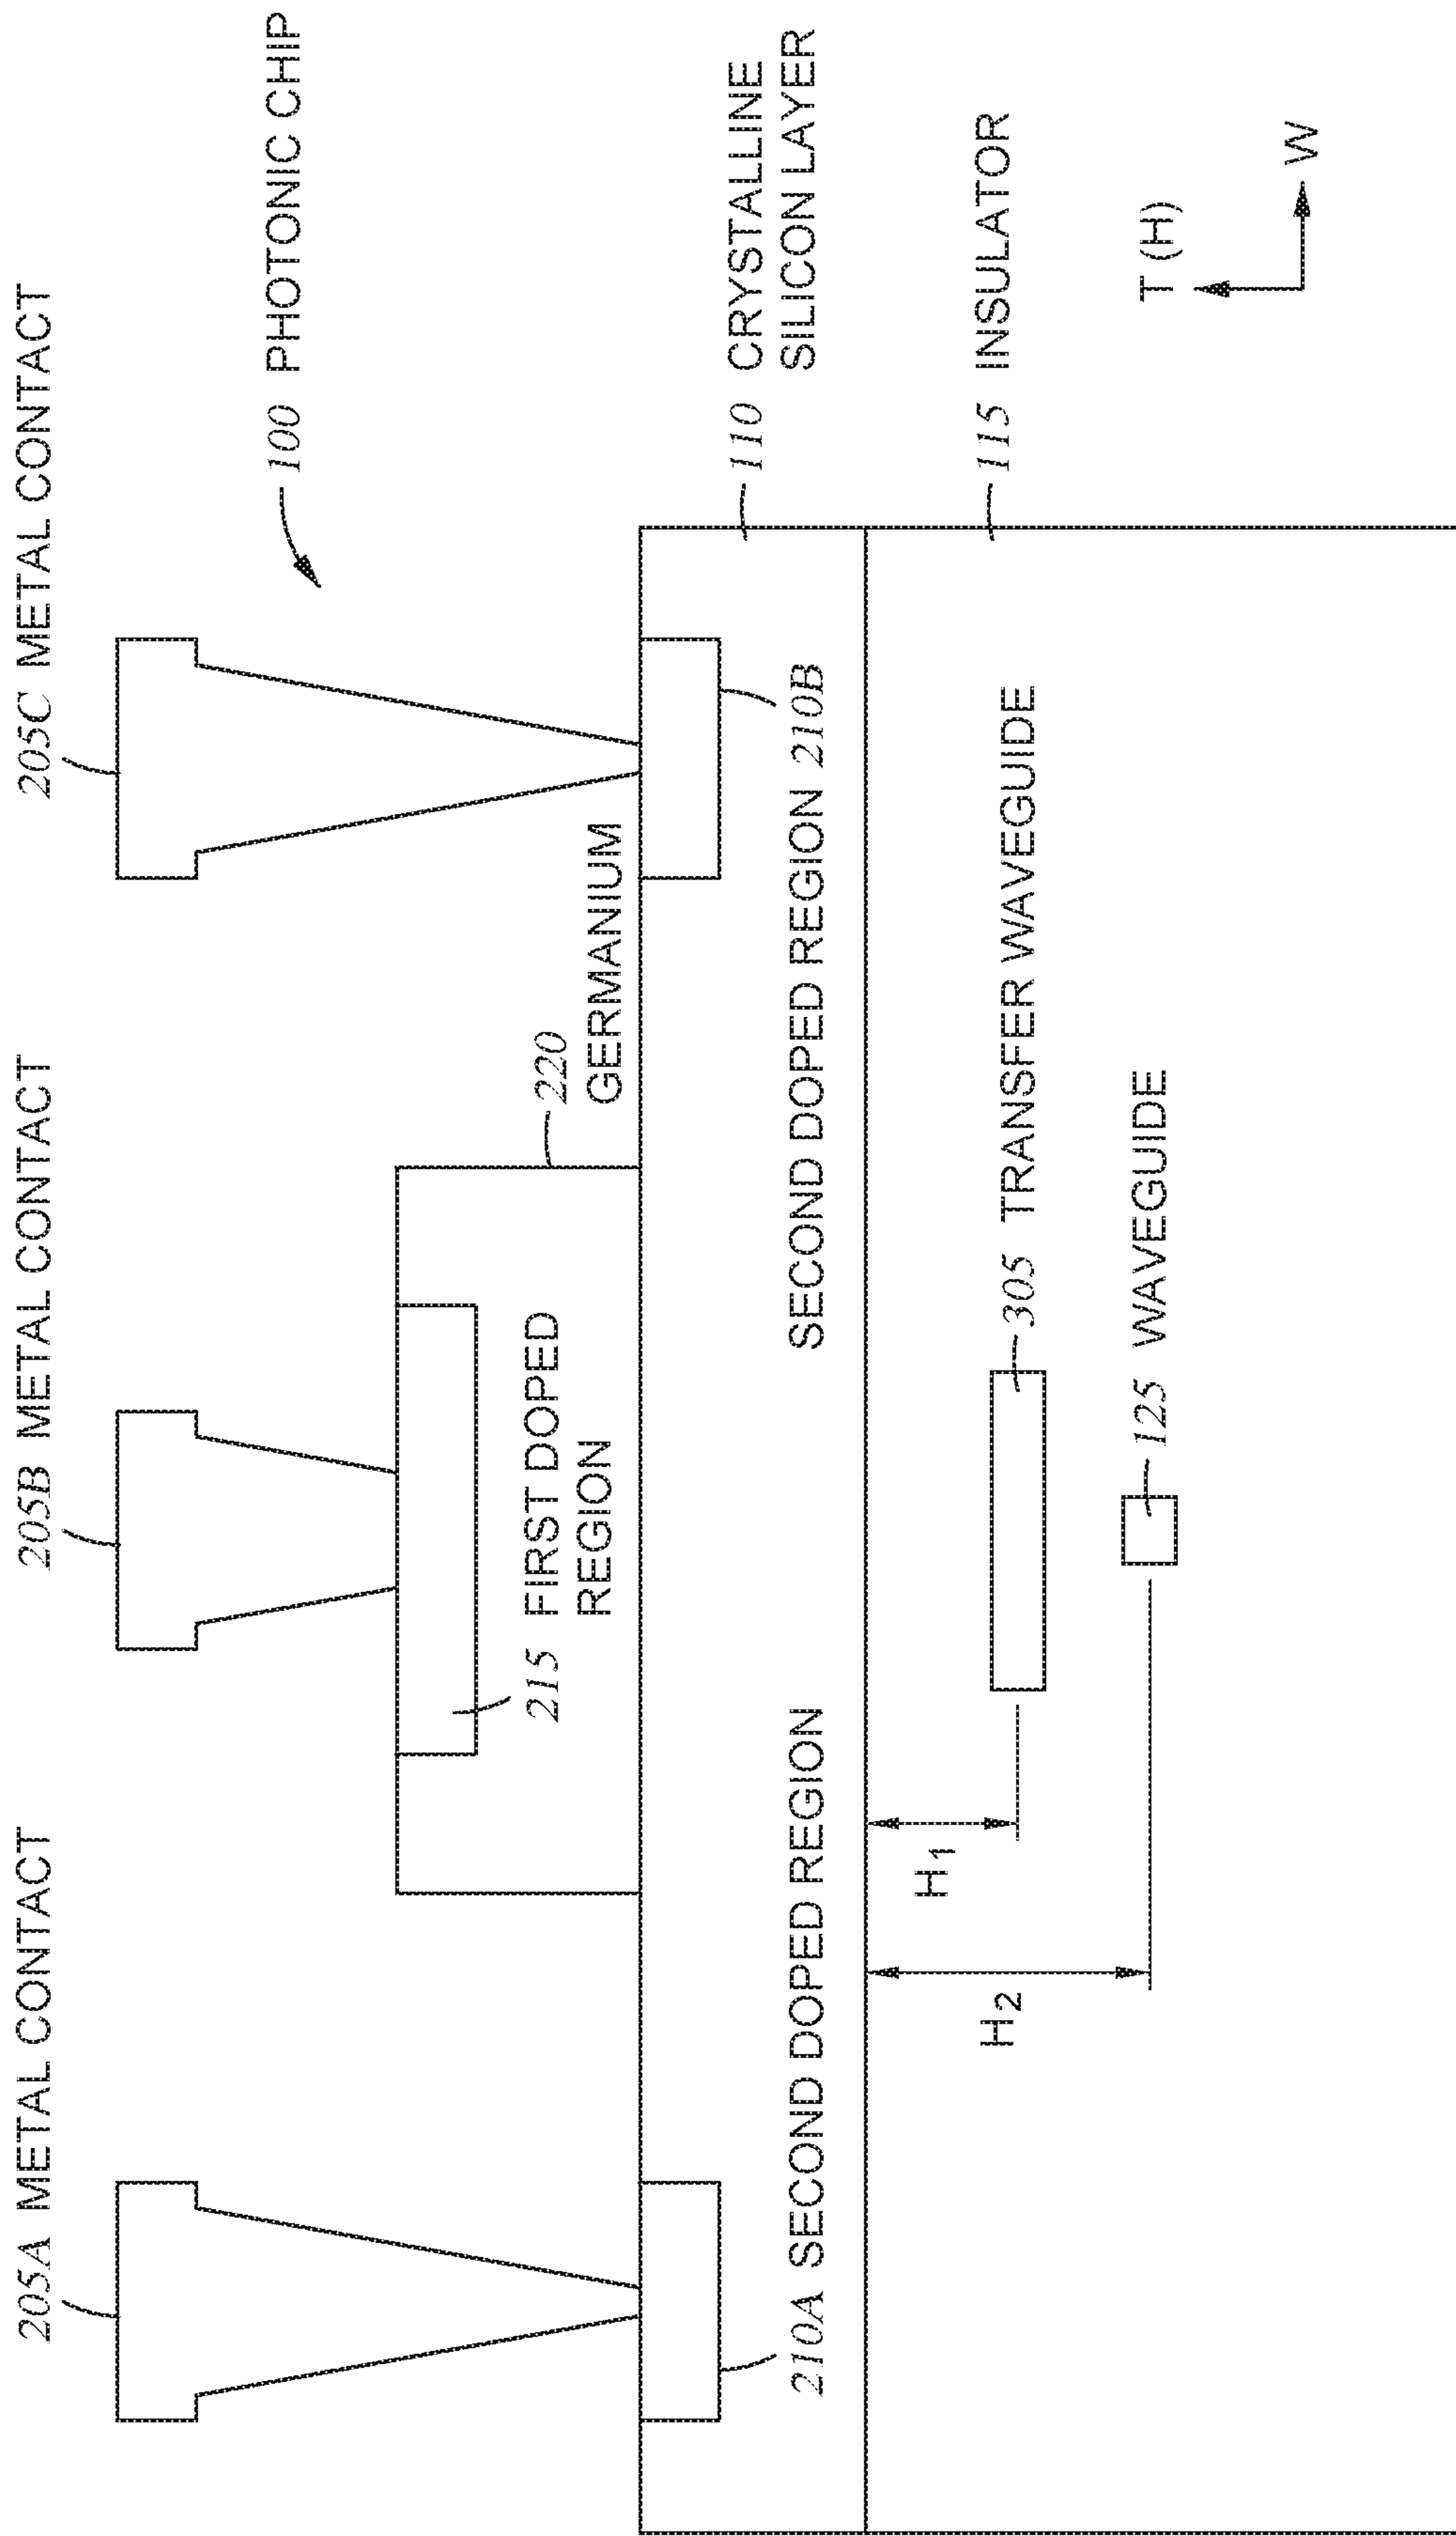 205A METAL CONTACT
205B METAL CONTACT
205C METAL CONTACT
100 PHOTONIC CHIP
215 FIRST DOPED
REGION
220
GERMANIUM
110 CRYSTALLINE
SILICON LAYER
210A SECOND DOPED REGION
SECOND DOPED REGION 210B
H1
H2
305 TRANSFER WAVEGUIDE
115 INSULATOR
125 WAVEGUIDE
T (H)
W